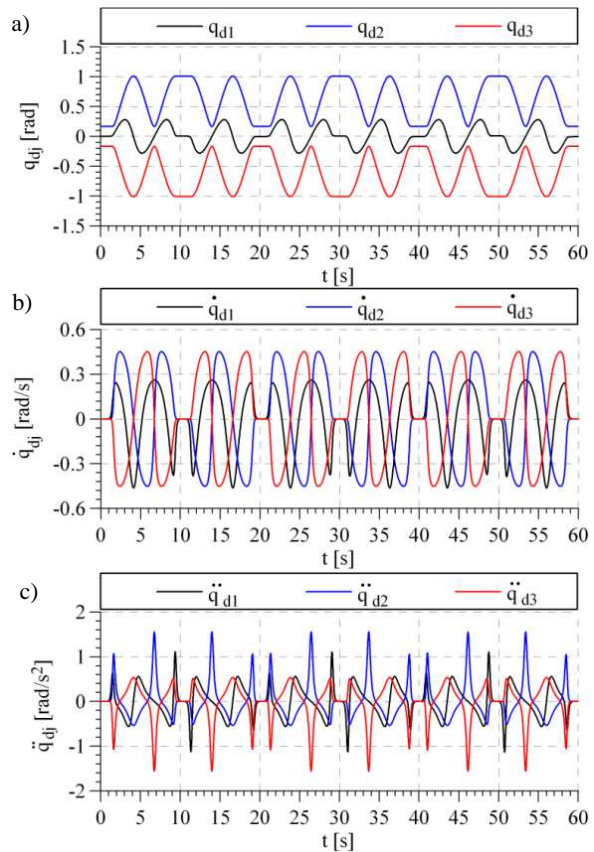 a)
q_d1 q_d2 q_d3
1.5
1
0.5
0
-0.5
-1
-1.5
q_dj [rad]
0 5 10 15 20 25 30 35 40 45 50 55 60
t [s]
b)
q̇_d1 q̇_d2 q̇_d3
0.6
0.3
0
-0.3
-0.6
q̇_dj [rad/s]
0 5 10 15 20 25 30 35 40 45 50 55 60
t [s]
c)
q̈_d1 q̈_d2 q̈_d3
2
1
0
-1
-2
q̈_dj [rad/s²]
0 5 10 15 20 25 30 35 40 45 50 55 60
t [s]